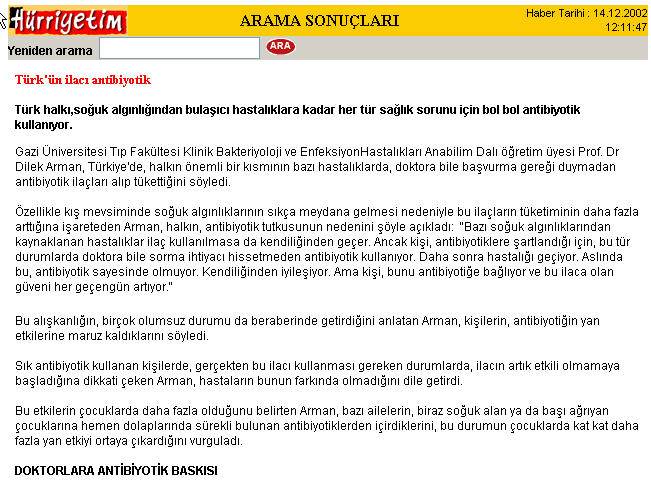 Hürriyetim
ARAMA SONUÇLARI
Haber Tarihi : 14.12.2002
12:11:47
Yeniden arama
ARA
Türk'ün ilacı antibiyotik
Türk halkı,soğuk algınlığından bulaşıcı hastalıklara kadar her tür sağlık sorunu için bol bol antibiyotik
kullanıyor.
Gazi Üniversitesi Tıp Fakültesi Klinik Bakteriyoloji ve EnfeksiyonHastalıkları Anabilim Dalı öğretim üyesi Prof. Dr
Dilek Arman, Türkiye'de, halkın önemli bir kısmının bazı hastalıklarda, doktora bile başvurma gereği duymadan
antibiyotik ilaçları alıp tükettiğini söyledi.
Özellikle kış mevsiminde soğuk algınlıklarının sıkça meydana gelmesi nedeniyle bu ilaçların tüketiminin daha fazla
arttığına işareteden Arman, halkın, antibiyotik tutkusunun nedenini şöyle açıkladı: "Bazı soğuk algınlıklarından
kaynaklanan hastalıklar ilaç kullanılmasa da kendiliğinden geçer. Ancak kişi, antibiyotiklere şartlandığı için, bu tür
durumlarda doktora bile sorma ihtiyacı hissetmeden antibiyotik kullanıyor. Daha sonra hastalığı geçiyor. Aslında
bu, antibiyotik sayesinde olmuyor. Kendiliğinden iyileşiyor. Ama kişi, bunu antibiyotiğe bağlıyor ve bu ilaca olan
güveni her geçengün artıyor."
Bu alışkanlığın, birçok olumsuz durumu da beraberinde getirdiğini anlatan Arman, kişilerin, antibiyotiğin yan
etkilerine maruz kaldıklarını söyledi.
Sık antibiyotik kullanan kişilerde, gerçekten bu ilacı kullanması gereken durumlarda, ilacın artık etkili olmamaya
başladığına dikkati çeken Arman, hastaların bunun farkında olmadığını dile getirdi.
Bu etkilerin çocuklarda daha fazla olduğunu belirten Arman, bazı ailelerin, biraz soğuk alan ya da başı ağrıyan
çocuklarına hemen dolaplarında sürekli bulunan antibiyotiklerden içirdiklerini, bu durumun çocuklarda kat kat daha
fazla yan etkiyi ortaya çıkardığını vurguladı.
DOKTORLARA ANTİBİYOTİK BASKISI